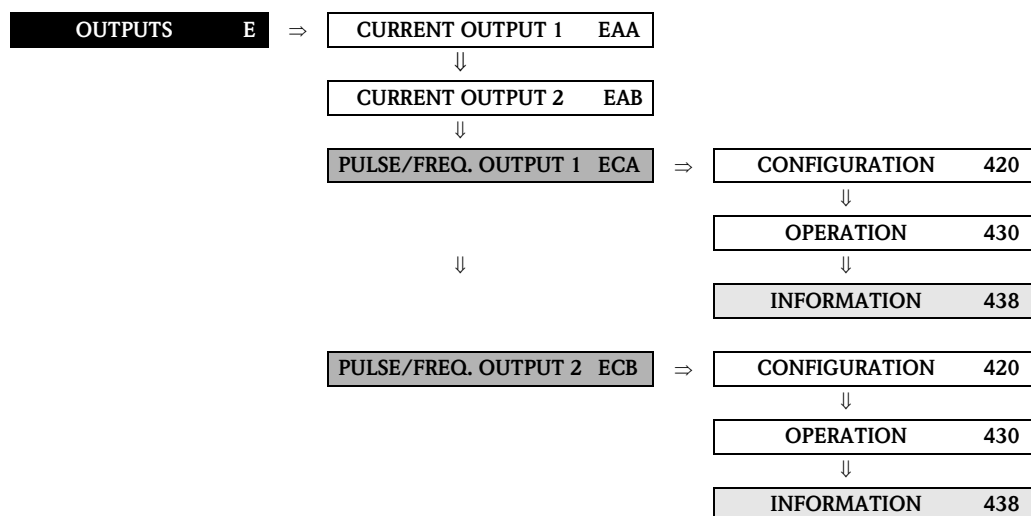 OUTPUTS E ⇒ CURRENT OUTPUT 1 EAA
⇓
CURRENT OUTPUT 2 EAB
⇓
PULSE/FREQ. OUTPUT 1 ECA ⇒ CONFIGURATION 420
⇓
OPERATION 430
⇓ ⇓
INFORMATION 438
PULSE/FREQ. OUTPUT 2 ECB ⇒ CONFIGURATION 420
⇓
OPERATION 430
⇓
INFORMATION 438